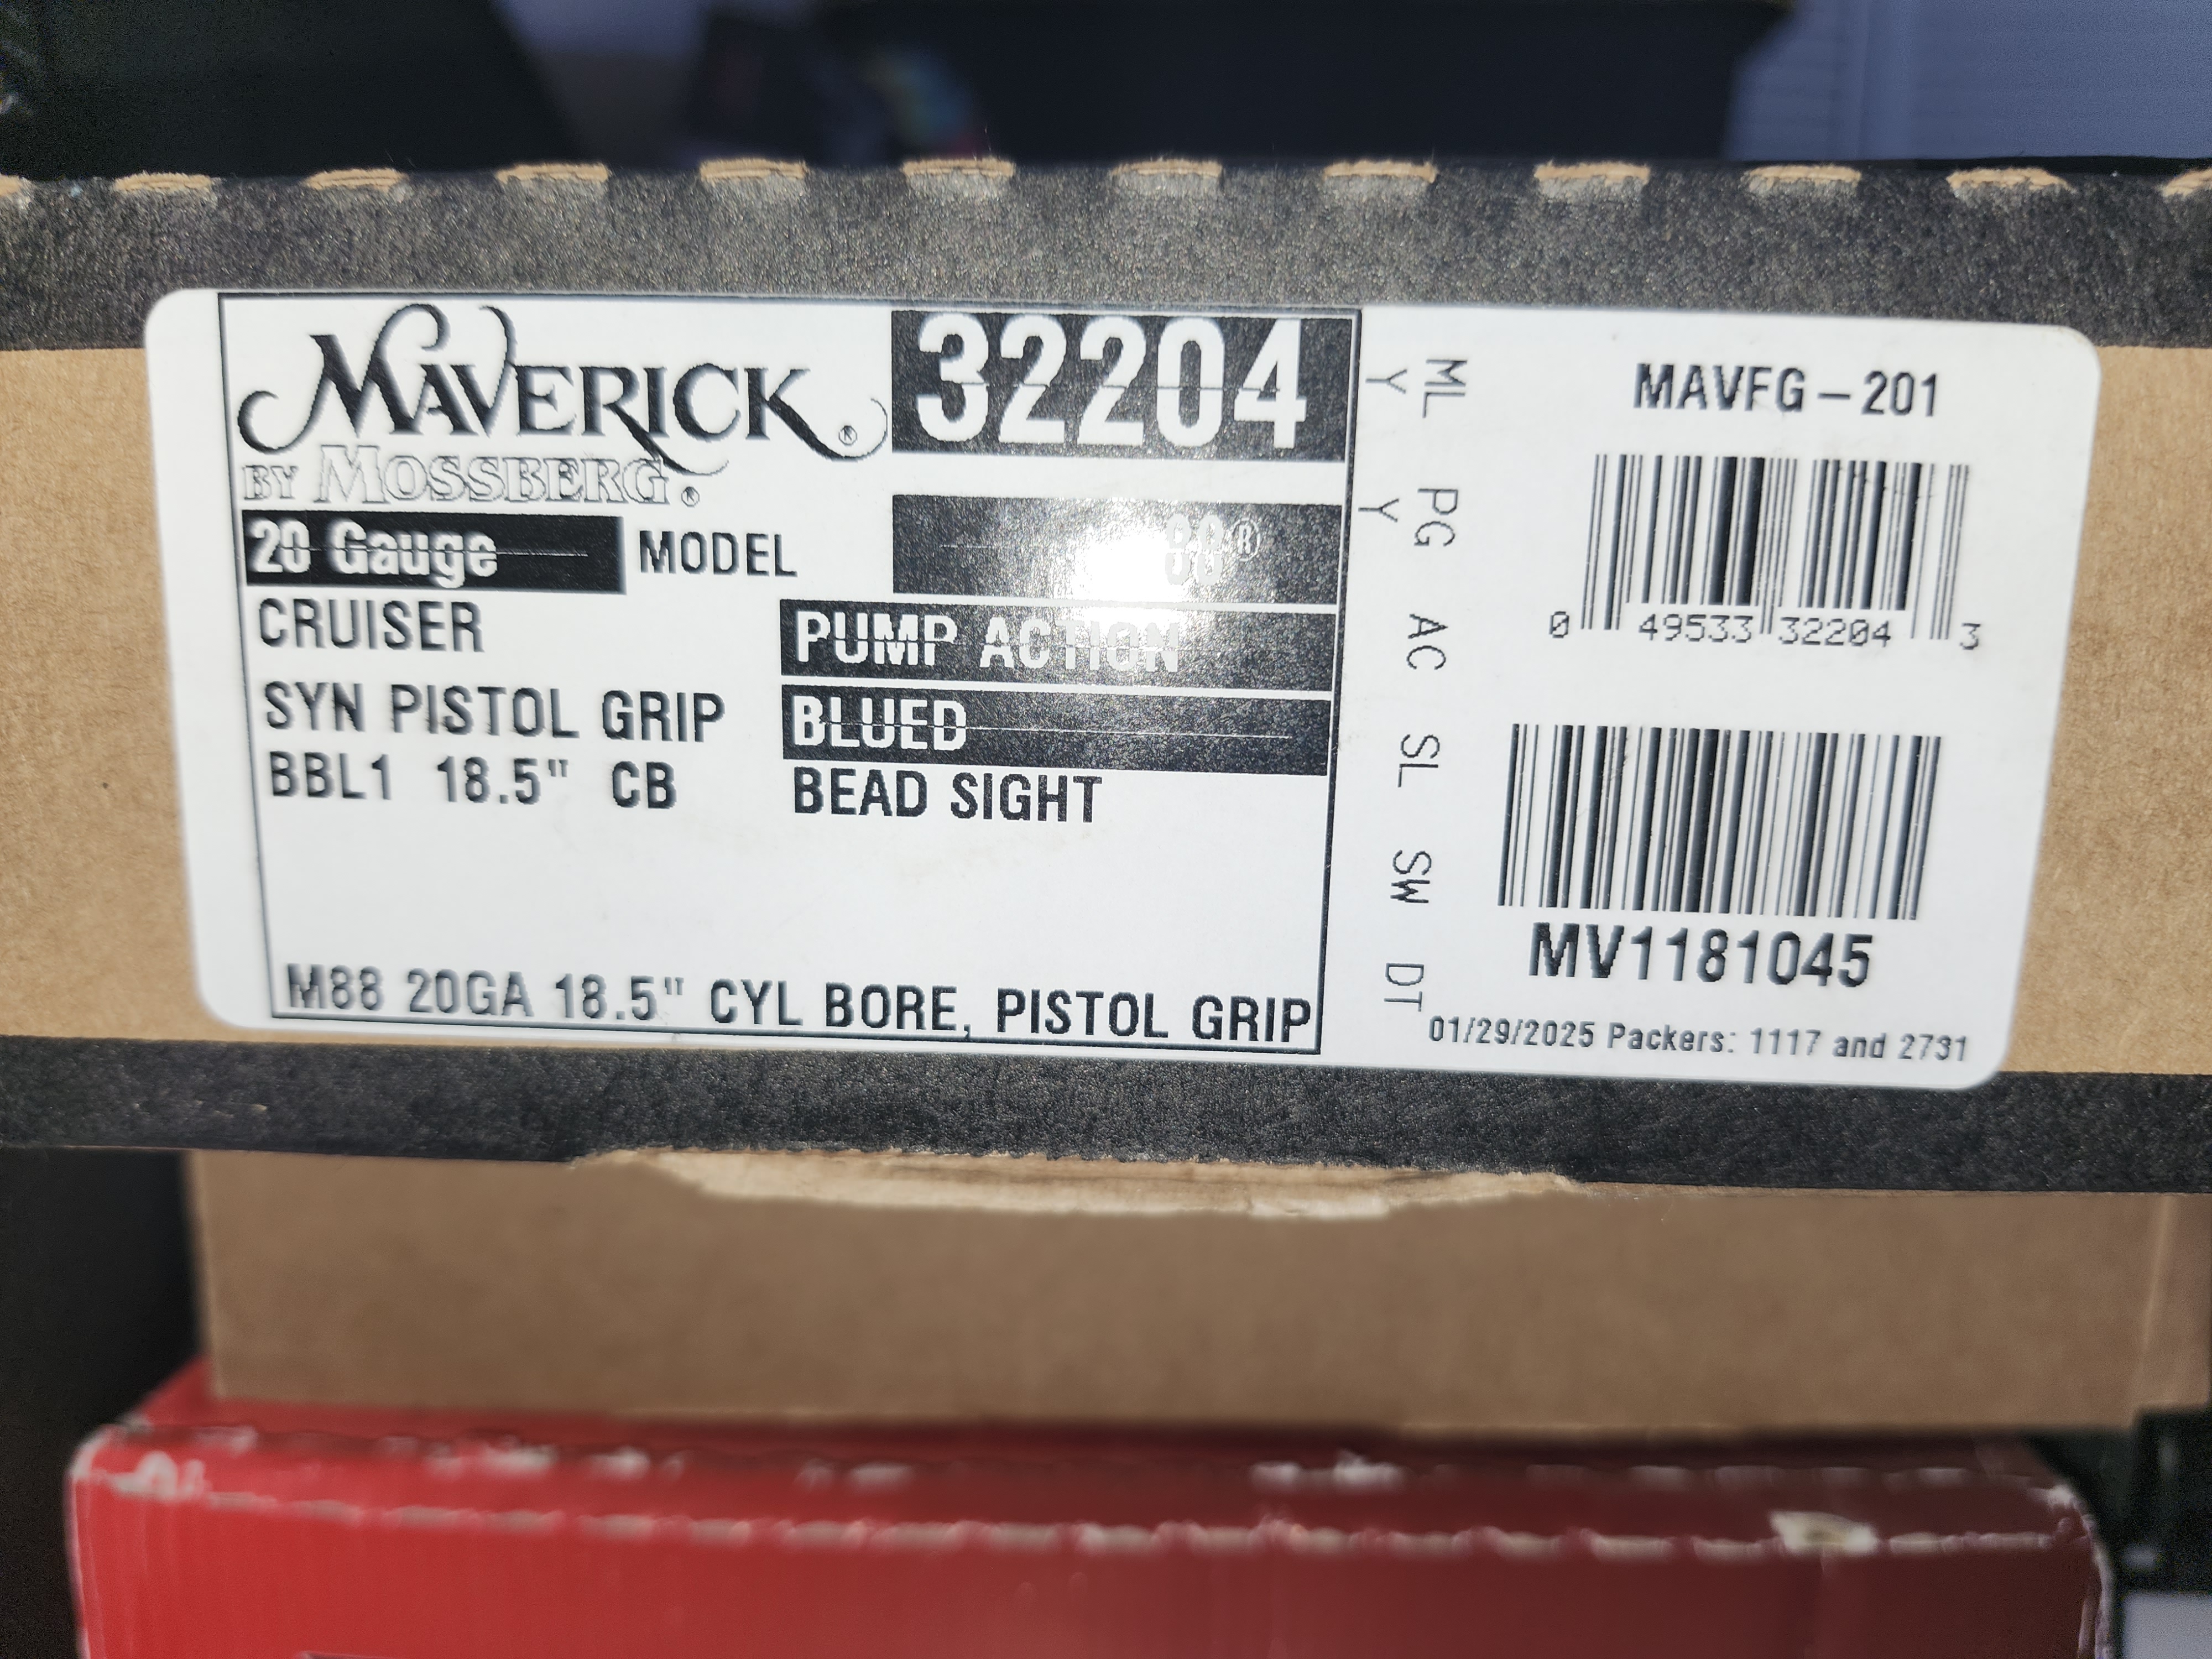 MAVERICK®
BY MOSSBERG®
32204
20 Gauge MODEL 88®
CRUISER PUMP ACTION
SYN PISTOL GRIP BLUED
BBL1 18.5" CB BEAD SIGHT
M88 20GA 18.5" CYL BORE, PISTOL GRIP
ML PG AC SL SW DT
Y Y
MAVFG-201
0 49533 32204 3
MV1181045
01/29/2025 Packers: 1117 and 2731